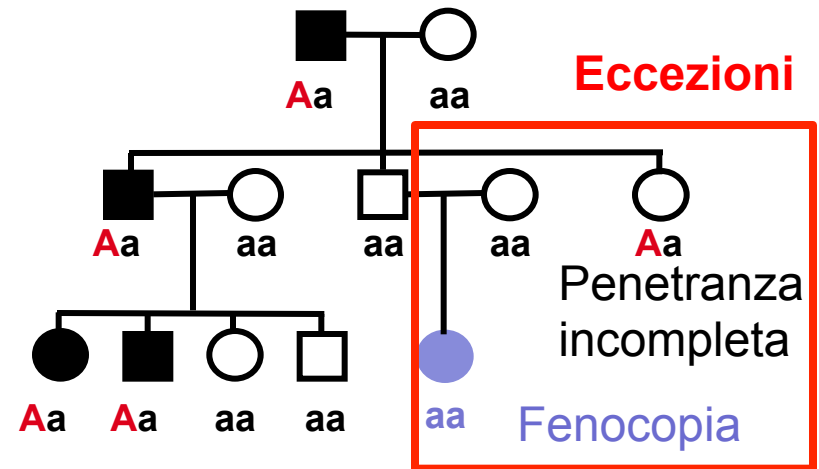 Eccezioni
Aa aa
Aa aa aa aa Aa
Penetranza
incompleta
Aa Aa aa aa aa
Fenocopia